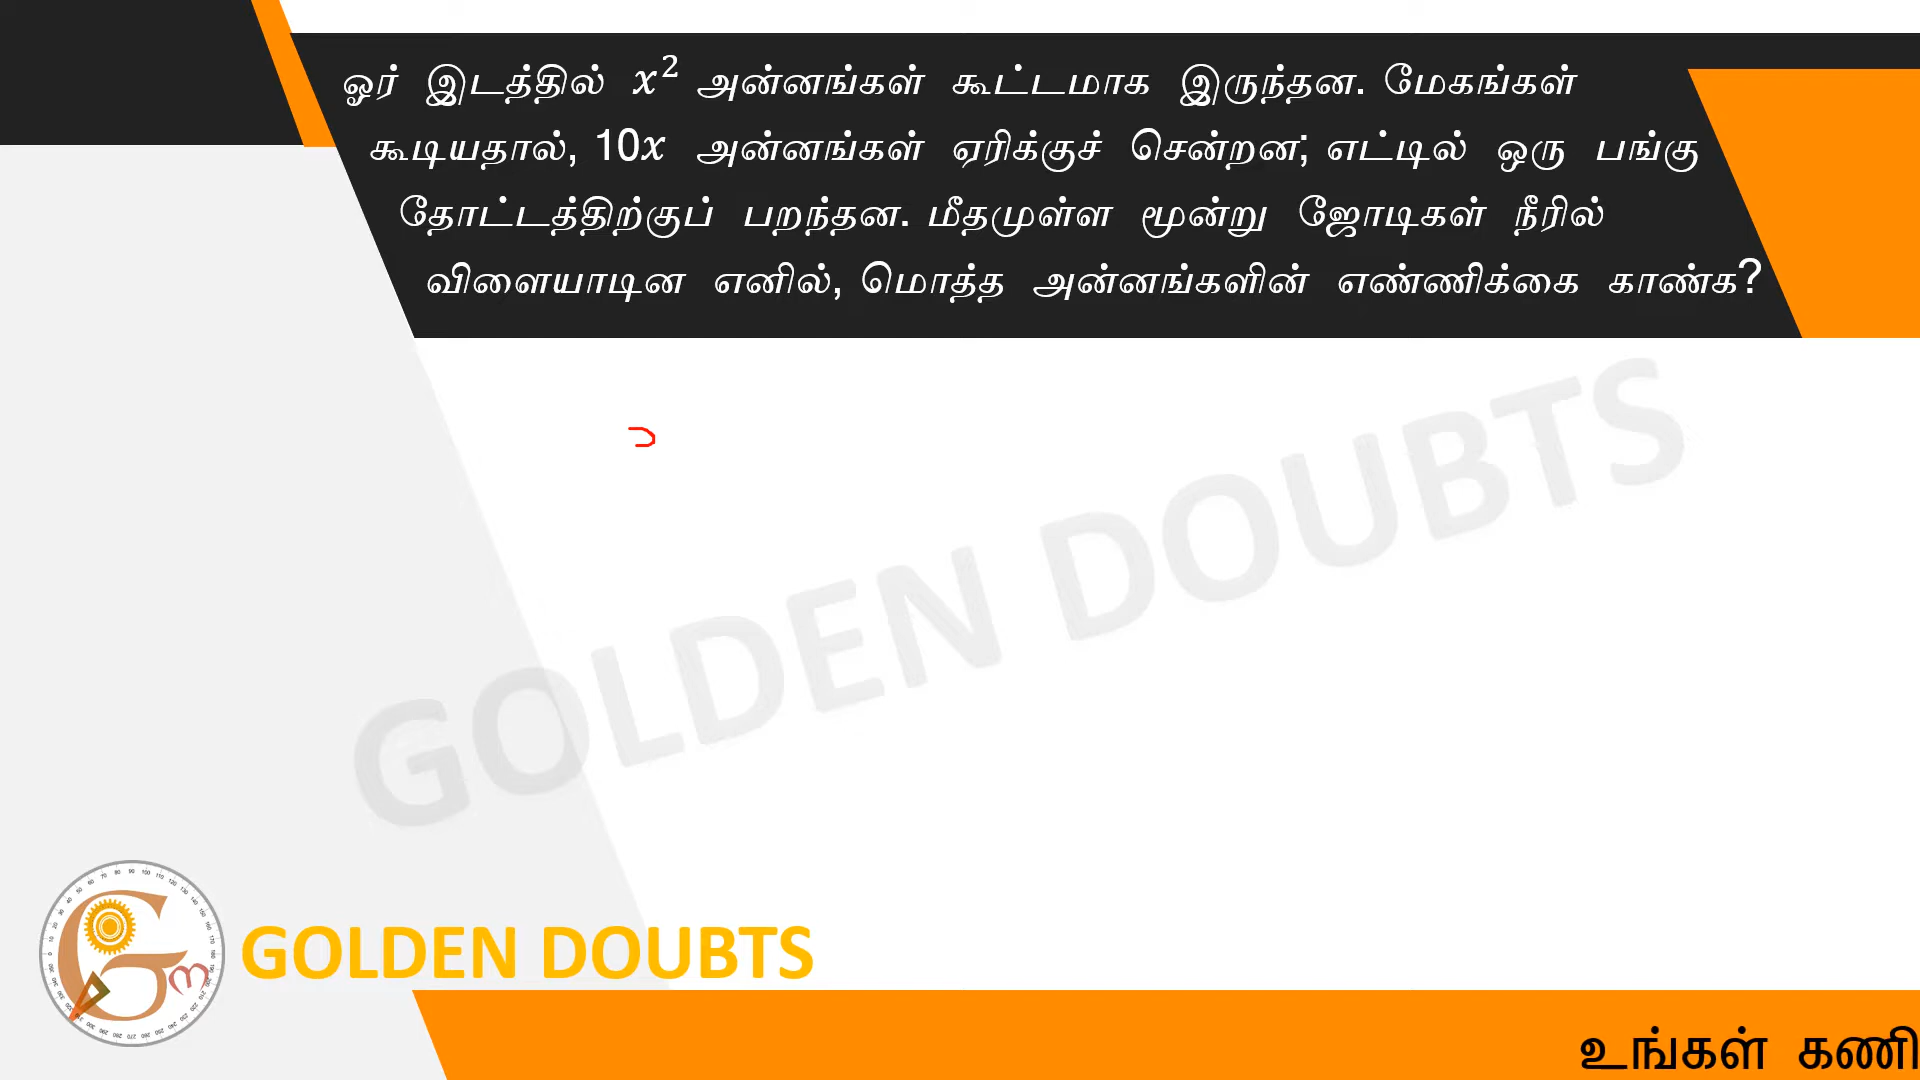 ஓர் இடத்தில் x² அன்னங்கள் கூட்டமாக இருந்தன. மேகங்கள்
கூடியதால், 10x அன்னங்கள் ஏரிக்குச் சென்றன; எட்டில் ஒரு பங்கு
தோட்டத்திற்குப் பறந்தன. மீதமுள்ள மூன்று ஜோடிகள் நீரில்
விளையாடின எனில், மொத்த அன்னங்களின் எண்ணிக்கை காண்க?
GOLDEN DOUBTS
GOLDEN DOUBTS
உங்கள் கணி